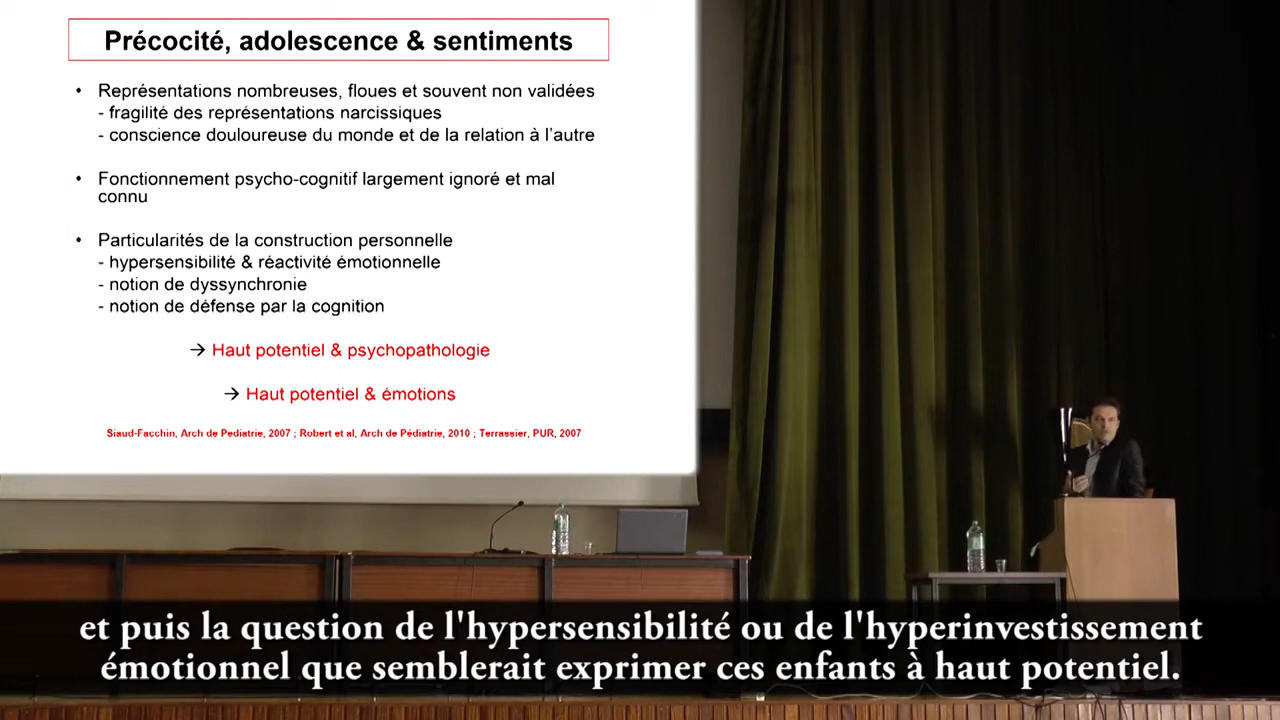 Précocité, adolescence & sentiments
• Représentations nombreuses, floues et souvent non validées
- fragilité des représentations narcissiques
- conscience douloureuse du monde et de la relation à l’autre
• Fonctionnement psycho-cognitif largement ignoré et mal
connu
• Particularités de la construction personnelle
- hypersensibilité & réactivité émotionnelle
- notion de dyssynchronie
- notion de défense par la cognition
→ Haut potentiel & psychopathologie
→ Haut potentiel & émotions
Siaud-Facchin, Arch de Pediatrie, 2007 ; Robert et al, Arch de Pédiatrie, 2010 ; Terrassier, PUR, 2007
et puis la question de l'hypersensibilité ou de l'hyperinvestissement
émotionnel que semblerait exprimer ces enfants à haut potentiel.